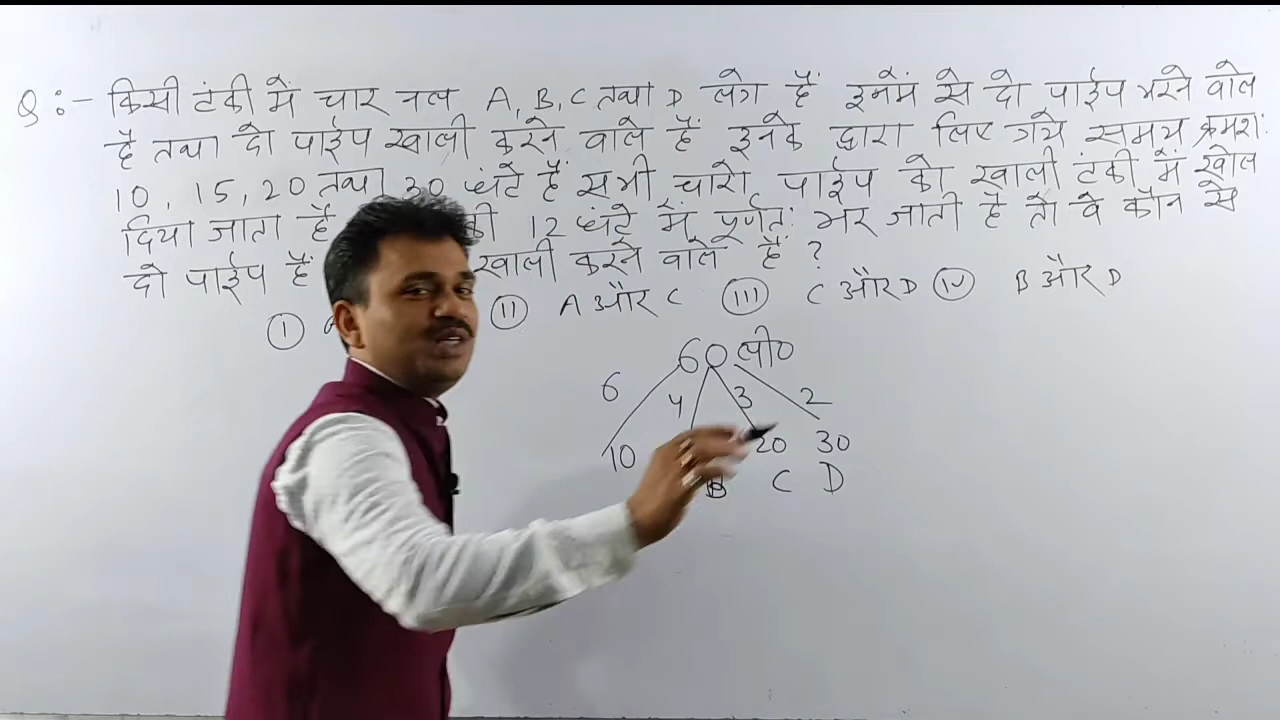 Q :- किसी टंकी में चार नल A, B, C तथा D लगे हैं इनमें से दो पाईप भरने वोल
है तथा दो पाईप खाली करने वाले हैं इनके द्वारा लिए गये समय क्रमश:
10, 15, 20 तथा 30 घंटे हैं सभी चारो पाईप को खाली टंकी में खोल
दिया जाता है की 12 घंटे में पूर्णत: भर जाती है तो वे कौन से
दो पाईप हैं खाली करने वाले हैं ?
I II A और C III C और D IV B और D
60 ली०
6 4 3 2
10 20 30
B C D